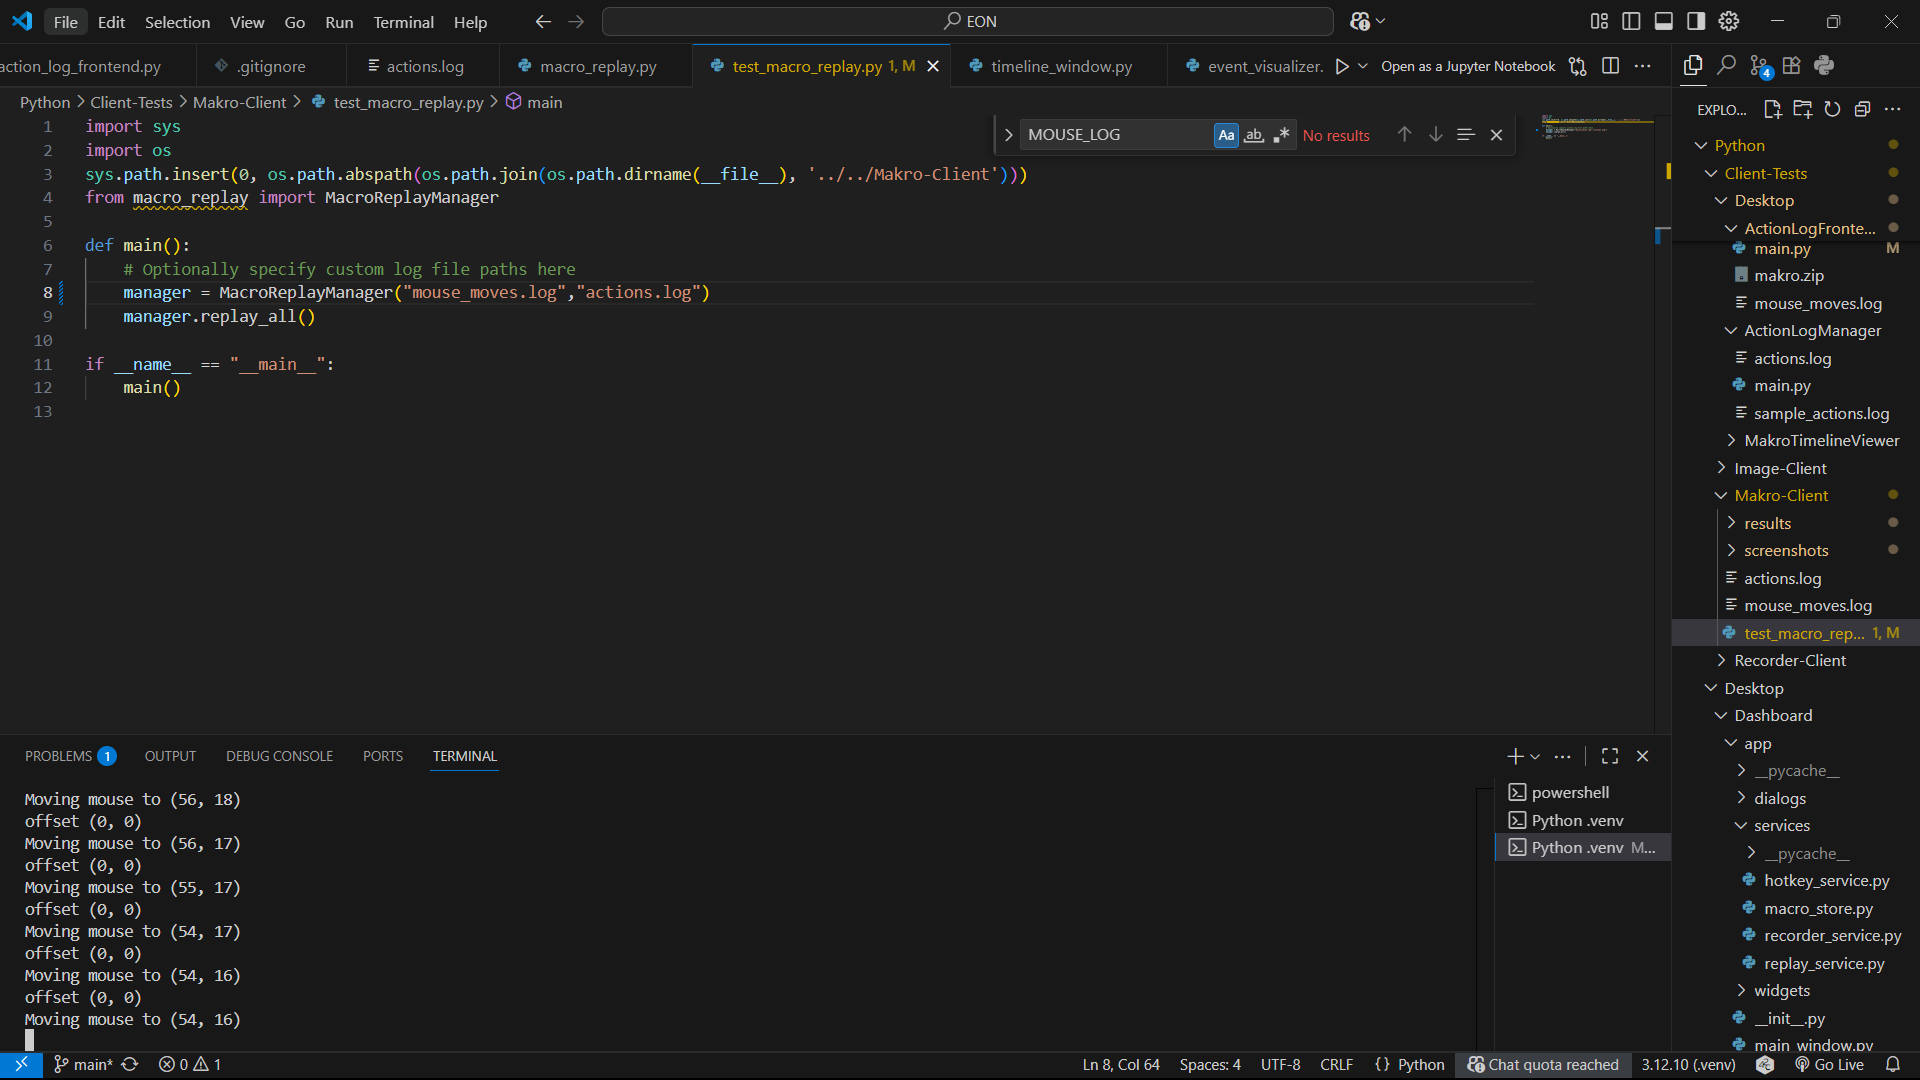 File Edit Selection View Go Run Terminal Help
EON
action_log_frontend.py .gitignore actions.log macro_replay.py test_macro_replay.py 1, M timeline_window.py event_visualizer. Open as a Jupyter Notebook
Python Client-Tests Makro-Client test_macro_replay.py main
MOUSE_LOG Aa ab .* No results
1 import sys
2 import os
3 sys.path.insert(0, os.path.abspath(os.path.join(os.path.dirname(__file__), '../../Makro-Client')))
4 from macro_replay import MacroReplayManager
5
6 def main():
7 # Optionally specify custom log file paths here
8 manager = MacroReplayManager("mouse_moves.log","actions.log")
9 manager.replay_all()
10
11 if __name__ == "__main__":
12 main()
13
PROBLEMS 1 OUTPUT DEBUG CONSOLE PORTS TERMINAL
Moving mouse to (56, 18)
offset (0, 0)
Moving mouse to (56, 17)
offset (0, 0)
Moving mouse to (55, 17)
offset (0, 0)
Moving mouse to (54, 17)
offset (0, 0)
Moving mouse to (54, 16)
offset (0, 0)
Moving mouse to (54, 16)
powershell
Python .venv
Python .venv M...
4
EXPLO...
Python
Client-Tests
Desktop
ActionLogFronte...
main.py M
makro.zip
mouse_moves.log
ActionLogManager
actions.log
main.py
sample_actions.log
MakroTimelineViewer
Image-Client
Makro-Client
results
screenshots
actions.log
mouse_moves.log
test_macro_rep... 1, M
Recorder-Client
Desktop
Dashboard
app
__pycache__
dialogs
services
__pycache__
hotkey_service.py
macro_store.py
recorder_service.py
replay_service.py
widgets
__init__.py
main_window.py
main* 0 1 Ln 8, Col 64 Spaces: 4 UTF-8 CRLF {} Python Chat quota reached 3.12.10 (.venv) Go Live